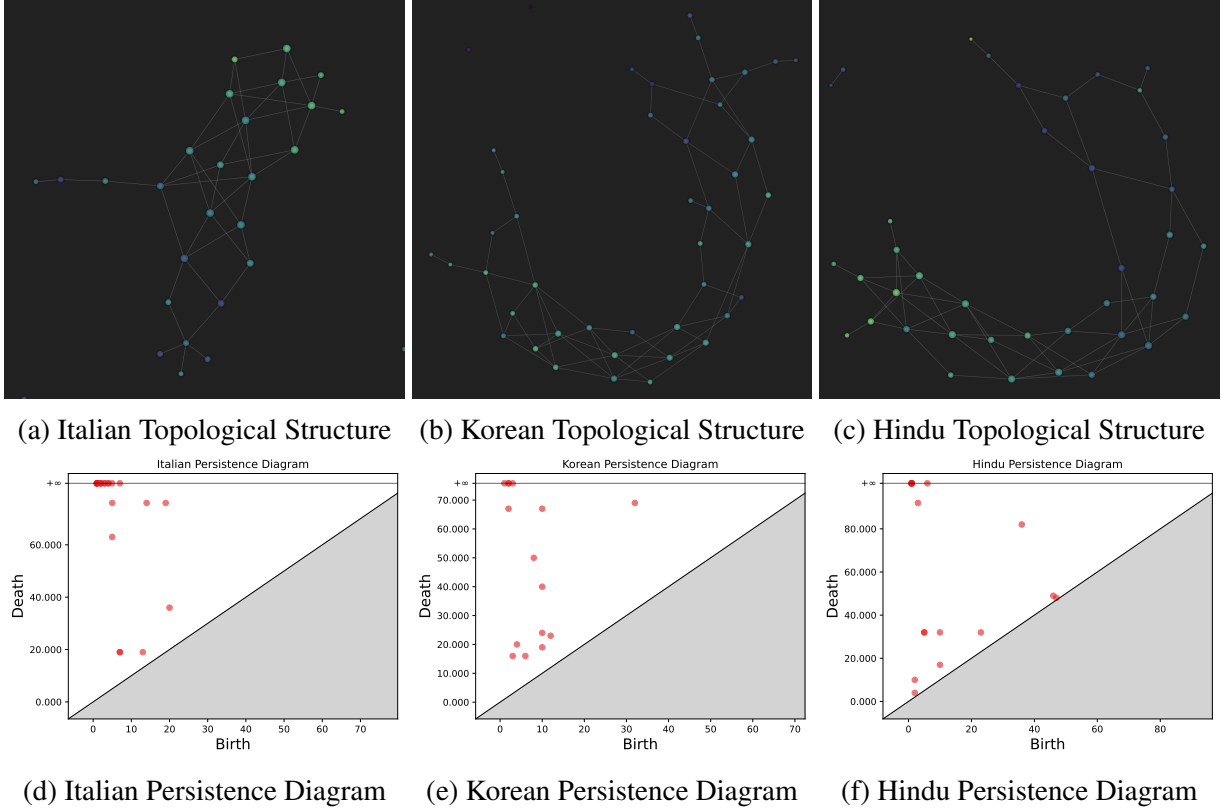 (a) Italian Topological Structure (b) Korean Topological Structure (c) Hindu Topological Structure
Italian Persistence Diagram Korean Persistence Diagram Hindu Persistence Diagram
+∞
60.000
40.000
20.000
0.000
Death
0 10 20 30 40 50 60 70
Birth
+∞
70.000
60.000
50.000
40.000
30.000
20.000
10.000
0.000
Death
0 10 20 30 40 50 60 70
Birth
+∞
80.000
60.000
40.000
20.000
0.000
Death
0 20 40 60 80
Birth
(d) Italian Persistence Diagram (e) Korean Persistence Diagram (f) Hindu Persistence Diagram